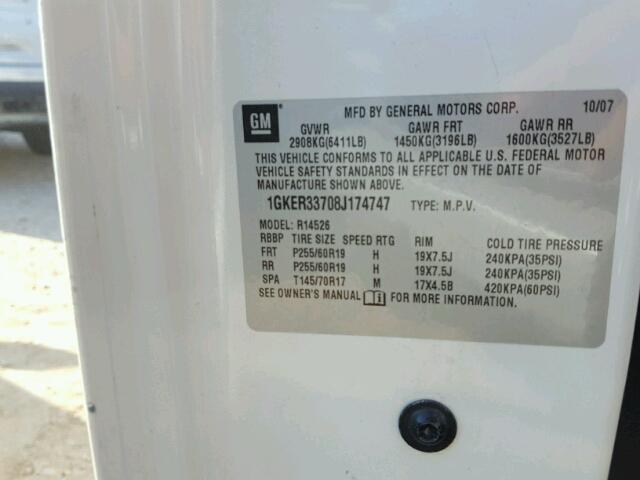 GM MFD BY GENERAL MOTORS CORP. 10/07
GVWR GAWR FRT GAWR RR
2908KG(6411LB) 1450KG(3196LB) 1600KG(3527LB)
THIS VEHICLE CONFORMS TO ALL APPLICABLE U.S. FEDERAL MOTOR
VEHICLE SAFETY STANDARDS IN EFFECT ON THE DATE OF
MANUFACTURE SHOWN ABOVE.
1GKER33708J174747 TYPE: M.P.V.
MODEL: R14526
RBBP TIRE SIZE SPEED RTG RIM COLD TIRE PRESSURE
FRT P255/60R19 H 19X7.5J 240KPA(35PSI)
RR P255/60R19 H 19X7.5J 240KPA(35PSI)
SPA T145/70R17 M 17X4.5B 420KPA(60PSI)
SEE OWNER'S MANUAL FOR MORE INFORMATION.